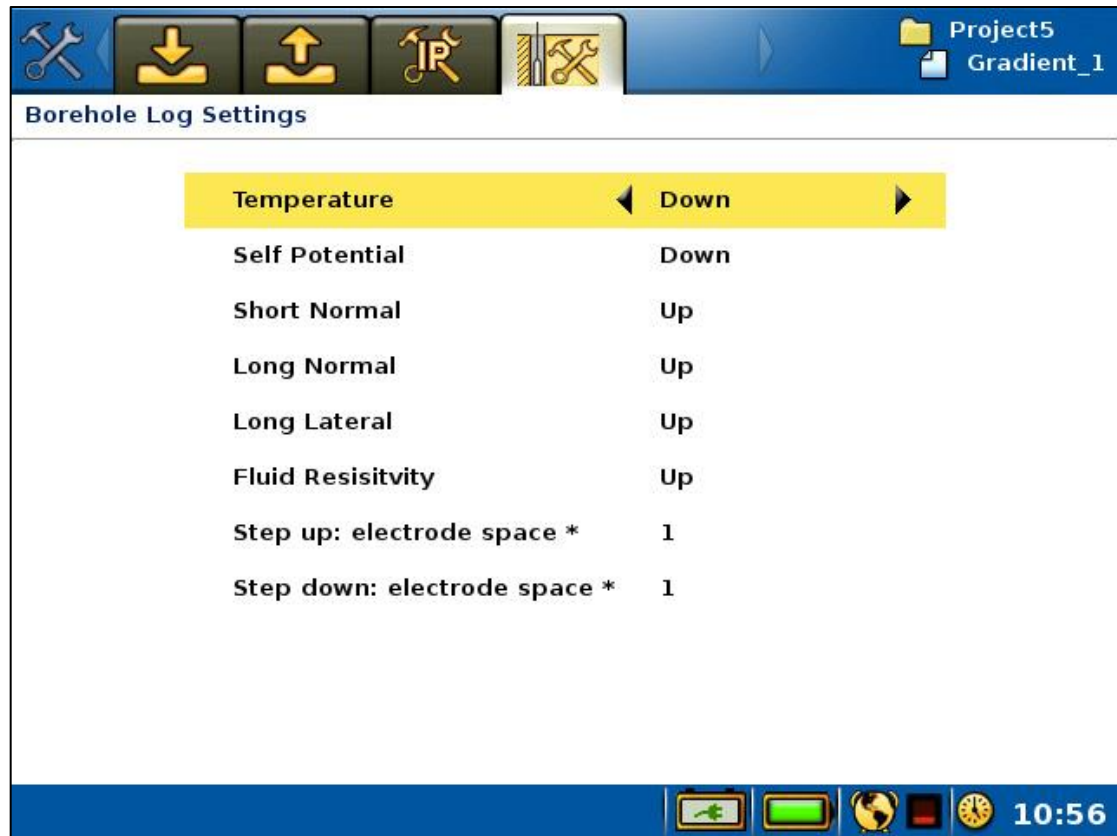 IR
Project5
Gradient_1
Borehole Log Settings
Temperature Down
Self Potential Down
Short Normal Up
Long Normal Up
Long Lateral Up
Fluid Resisitvity Up
Step up: electrode space * 1
Step down: electrode space * 1
10:56